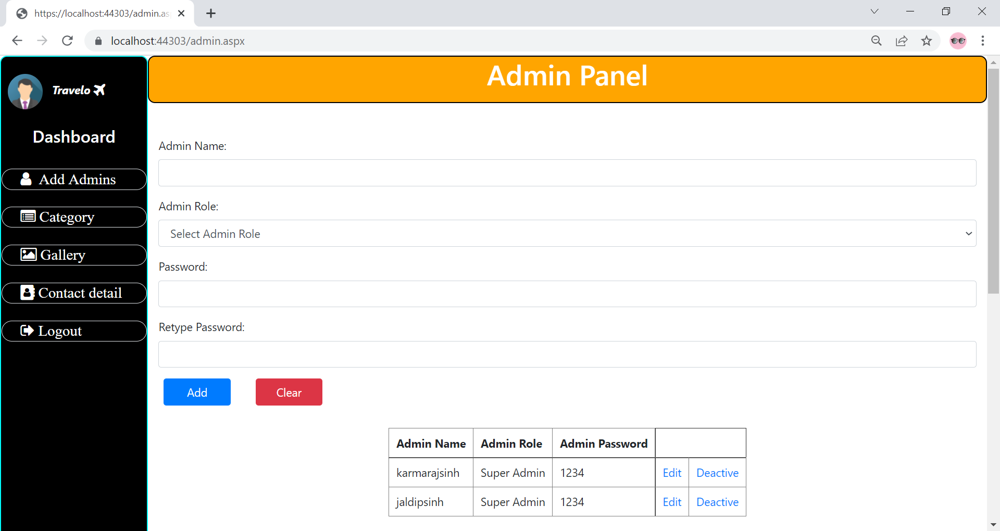 https://localhost:44303/admin.as
localhost:44303/admin.aspx
Travelo
Dashboard
Add Admins
Category
Gallery
Contact detail
Logout
Admin Panel
Admin Name:
Admin Role:
Select Admin Role
Password:
Retype Password:
Add Clear
Admin Name Admin Role Admin Password
karmarajsinh Super Admin 1234 Edit Deactive
jaldipsinh Super Admin 1234 Edit Deactive